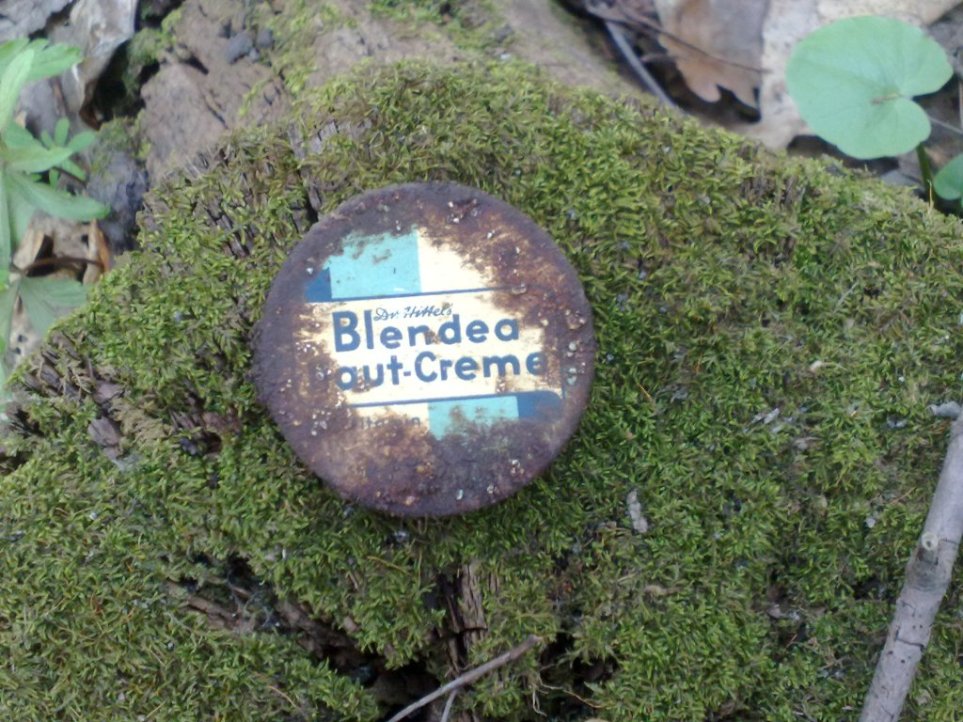 Dr. Hittel's
Blendea
aut-Creme